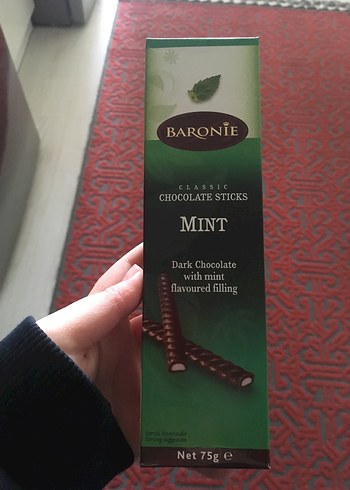 BARONIE
CLASSIC
CHOCOLATE STICKS
MINT
Dark Chocolate
with mint
flavoured filling
Net 75g ℮